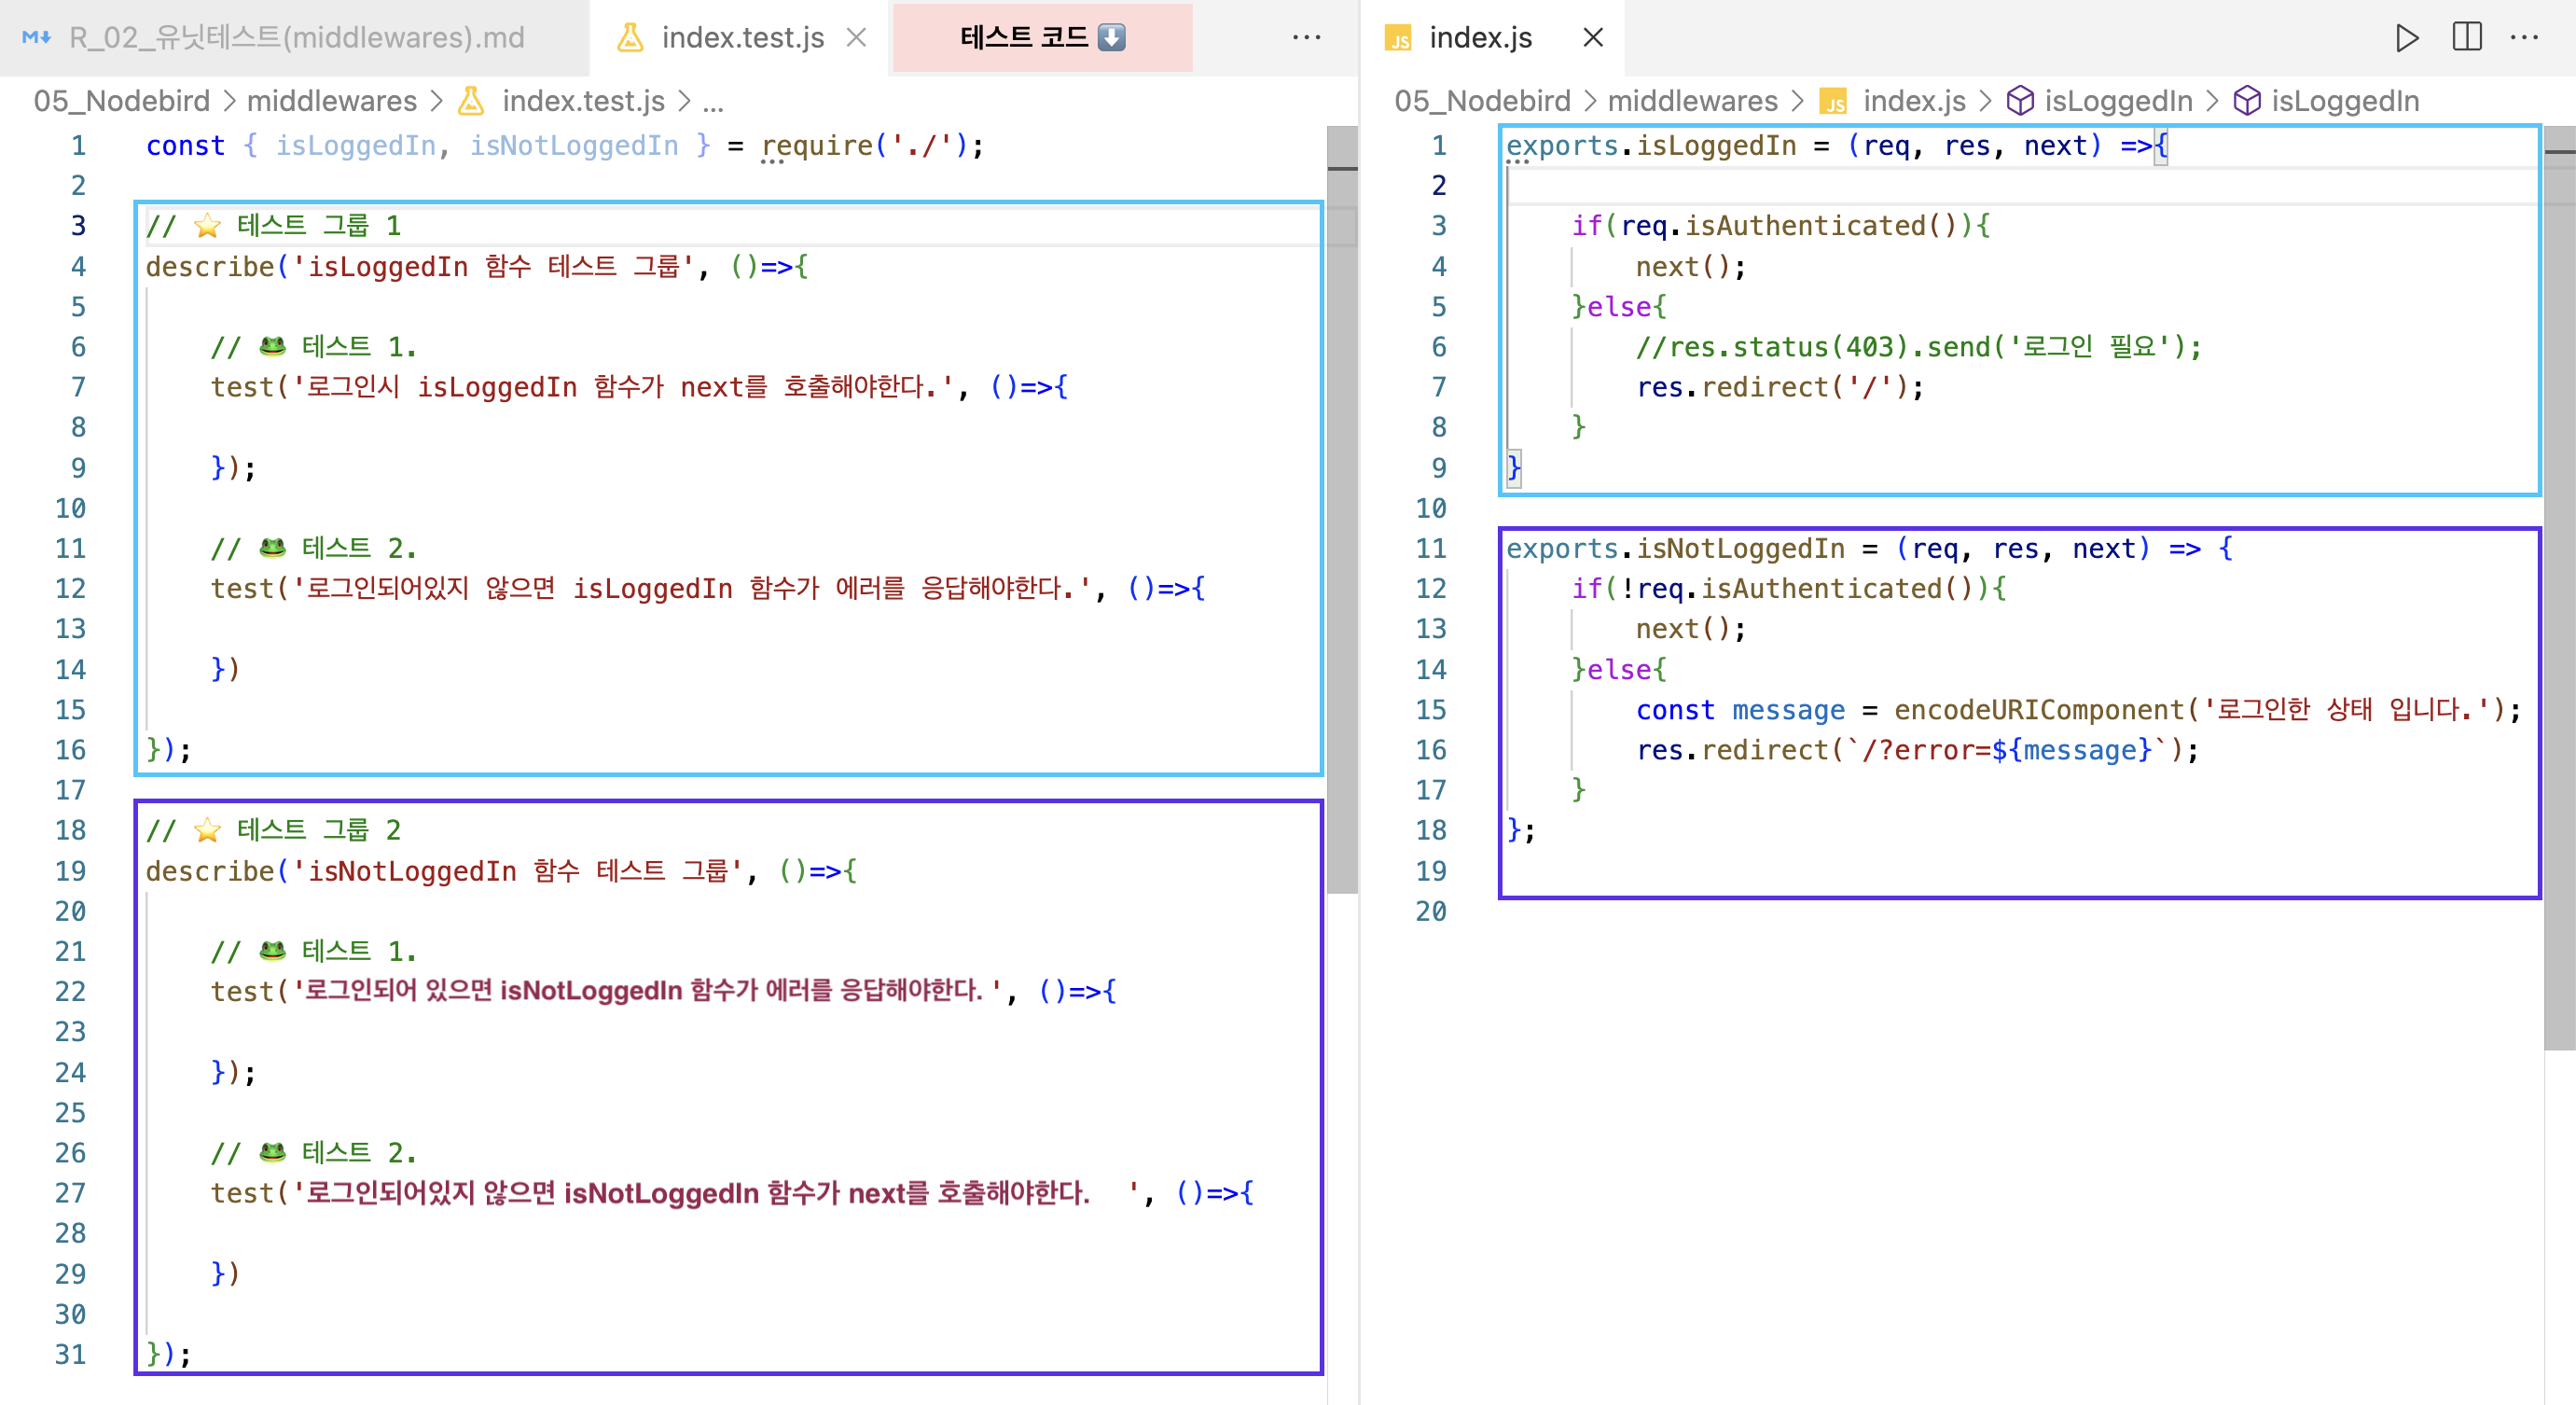 R_02_유닛테스트(middlewares).md
index.test.js
테스트 코드 ⬇️
05_Nodebird > middlewares > index.test.js > ...
1 const { isLoggedIn, isNotLoggedIn } = require('./');
2
3 // ⭐ 테스트 그룹 1
4 describe('isLoggedIn 함수 테스트 그룹', ()=>{
5
6 // 🐸 테스트 1.
7 test('로그인시 isLoggedIn 함수가 next를 호출해야한다.', ()=>{
8
9 });
10
11 // 🐸 테스트 2.
12 test('로그인되어있지 않으면 isLoggedIn 함수가 에러를 응답해야한다.', ()=>{
13
14 })
15
16 });
17
18 // ⭐ 테스트 그룹 2
19 describe('isNotLoggedIn 함수 테스트 그룹', ()=>{
20
21 // 🐸 테스트 1.
22 test('로그인되어 있으면 isNotLoggedIn 함수가 에러를 응답해야한다. ', ()=>{
23
24 });
25
26 // 🐸 테스트 2.
27 test('로그인되어있지 않으면 isNotLoggedIn 함수가 next를 호출해야한다. ', ()=>{
28
29 })
30
31 });
JS index.js
05_Nodebird > middlewares > JS index.js > isLoggedIn > isLoggedIn
1 exports.isLoggedIn = (req, res, next) =>{
2
3 if(req.isAuthenticated()){
4 next();
5 }else{
6 //res.status(403).send('로그인 필요');
7 res.redirect('/');
8 }
9 }
10
11 exports.isNotLoggedIn = (req, res, next) => {
12 if(!req.isAuthenticated()){
13 next();
14 }else{
15 const message = encodeURIComponent('로그인한 상태 입니다.');
16 res.redirect(`/?error=${message}`);
17 }
18 };
19
20